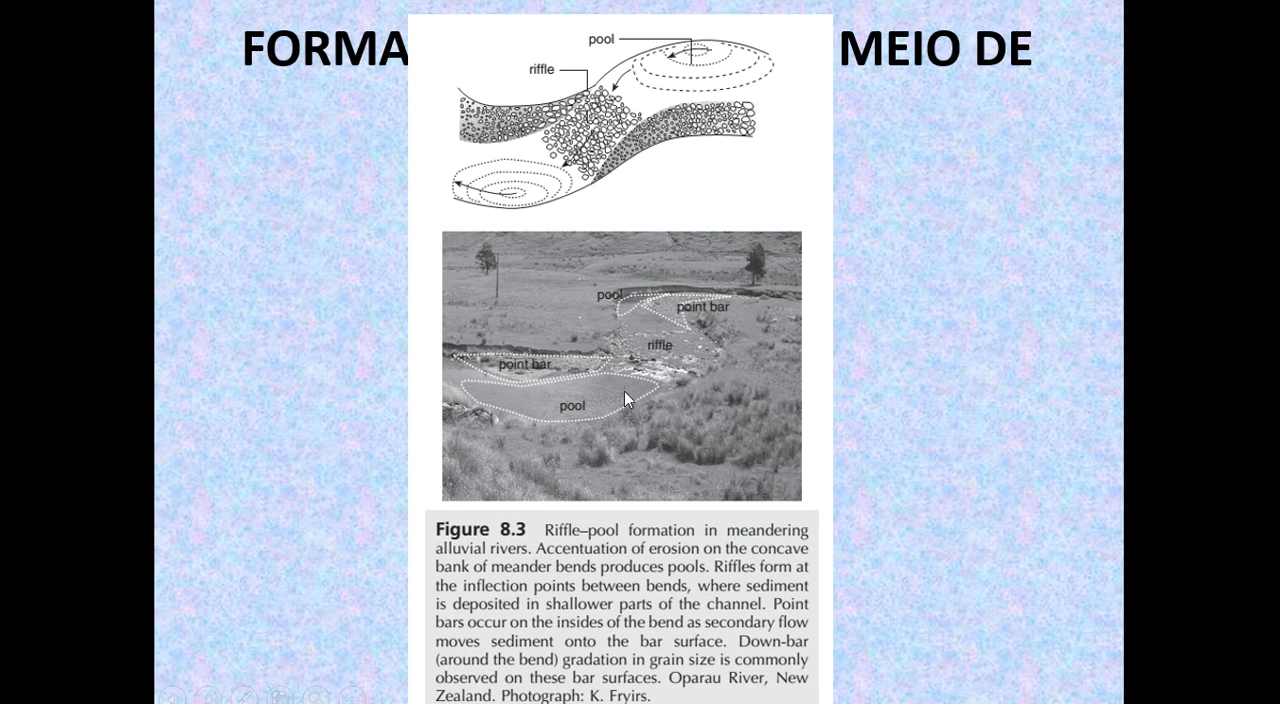 FORMA MEIO DE
pool
riffle
pool
point bar
riffle
point bar
pool
Figure 8.3 Riffle–pool formation in meandering
alluvial rivers. Accentuation of erosion on the concave
bank of meander bends produces pools. Riffles form at
the inflection points between bends, where sediment
is deposited in shallower parts of the channel. Point
bars occur on the insides of the bend as secondary flow
moves sediment onto the bar surface. Down-bar
(around the bend) gradation in grain size is commonly
observed on these bar surfaces. Oparau River, New
Zealand. Photograph: K. Fryirs.